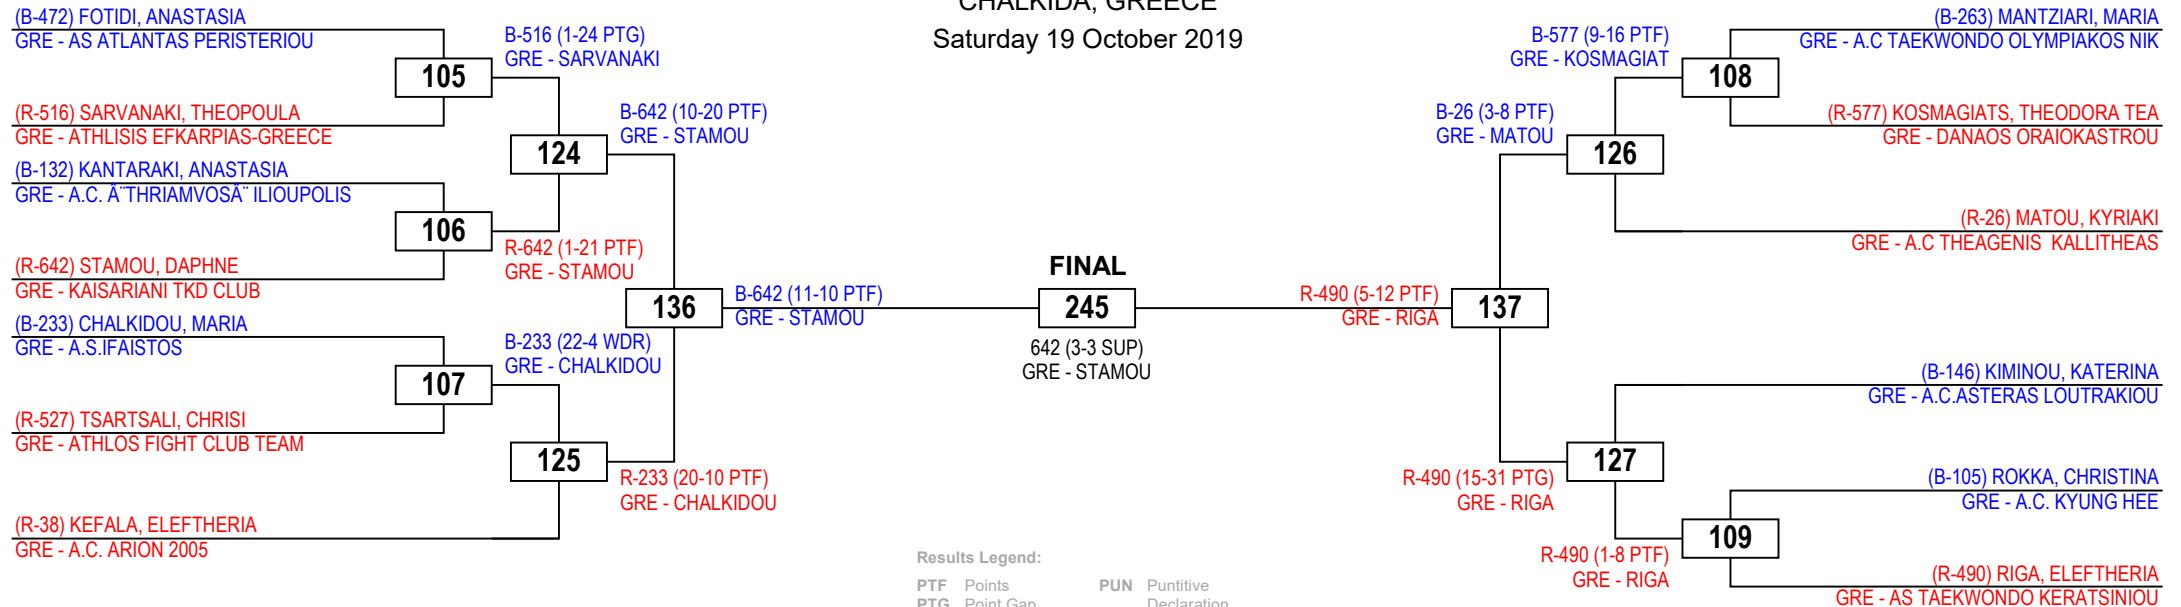 CHALKIDA, GREECE
Saturday 19 October 2019
(B-472) FOTIDI, ANASTASIA
GRE - AS ATLANTAS PERISTERIOU
105
(R-516) SARVANAKI, THEOPOULA
GRE - ATHLISIS EFKARPIAS-GREECE
(B-132) KANTARAKI, ANASTASIA
GRE - A.C. Â¨THRIAMVOSÂ¨ ILIOUPOLIS
106
(R-642) STAMOU, DAPHNE
GRE - KAISARIANI TKD CLUB
(B-233) CHALKIDOU, MARIA
GRE - A.S.IFAISTOS
107
(R-527) TSARTSALI, CHRISI
GRE - ATHLOS FIGHT CLUB TEAM
(R-38) KEFALA, ELEFTHERIA
GRE - A.C. ARION 2005
B-516 (1-24 PTG)
GRE - SARVANAKI
124
R-642 (1-21 PTF)
GRE - STAMOU
B-233 (22-4 WDR)
GRE - CHALKIDOU
125
B-642 (10-20 PTF)
GRE - STAMOU
136
R-233 (20-10 PTF)
GRE - CHALKIDOU
B-642 (11-10 PTF)
GRE - STAMOU
FINAL
245
642 (3-3 SUP)
GRE - STAMOU
R-490 (5-12 PTF)
GRE - RIGA
137
B-26 (3-8 PTF)
GRE - MATOU
R-490 (15-31 PTG)
GRE - RIGA
B-577 (9-16 PTF)
GRE - KOSMAGIAT
126
127
R-490 (1-8 PTF)
GRE - RIGA
(B-263) MANTZIARI, MARIA
GRE - A.C TAEKWONDO OLYMPIAKOS NIK
108
(R-577) KOSMAGIATS, THEODORA TEA
GRE - DANAOS ORAIOKASTROU
(R-26) MATOU, KYRIAKI
GRE - A.C THEAGENIS  KALLITHEAS
(B-146) KIMINOU, KATERINA
GRE - A.C.ASTERAS LOUTRAKIOU
(B-105) ROKKA, CHRISTINA
GRE - A.C. KYUNG HEE
109
(R-490) RIGA, ELEFTHERIA
GRE - AS TAEKWONDO KERATSINIOU
Results Legend:
PTF Points PUN Puntitive
PTG Point Gap Declaration